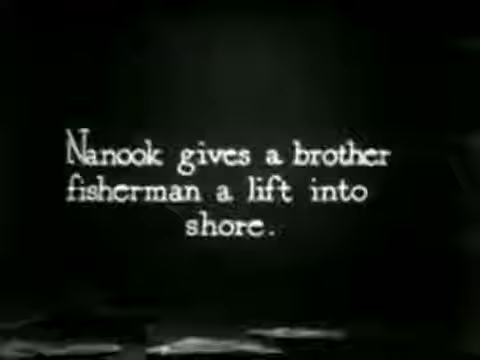 Nanook gives a brother
fisherman a lift into
shore.